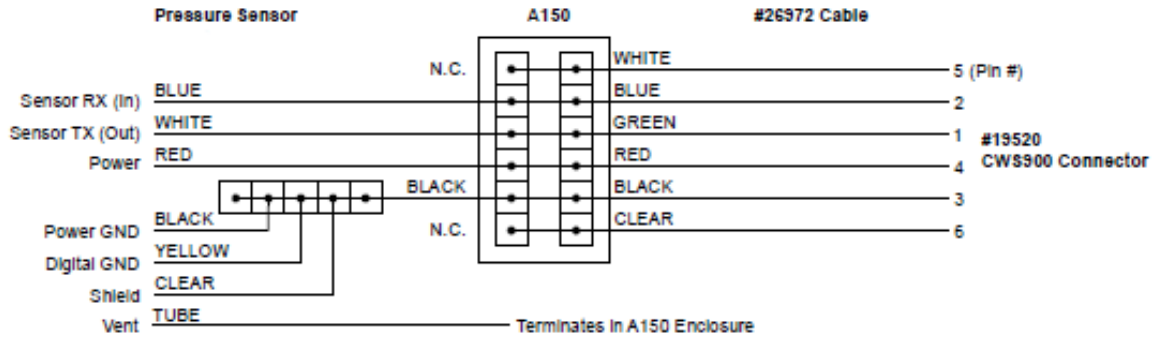 Pressure Sensor A150 #26972 Cable
N.C. WHITE 5 (Pin #)
Sensor RX (In) BLUE BLUE 2
Sensor TX (Out) WHITE GREEN 1
#19520
CWS900 Connector
Power RED RED 4
BLACK BLACK 3
Power GND BLACK N.C. CLEAR 6
Digital GND YELLOW
Shield CLEAR
Vent TUBE Terminates In A150 Enclosure